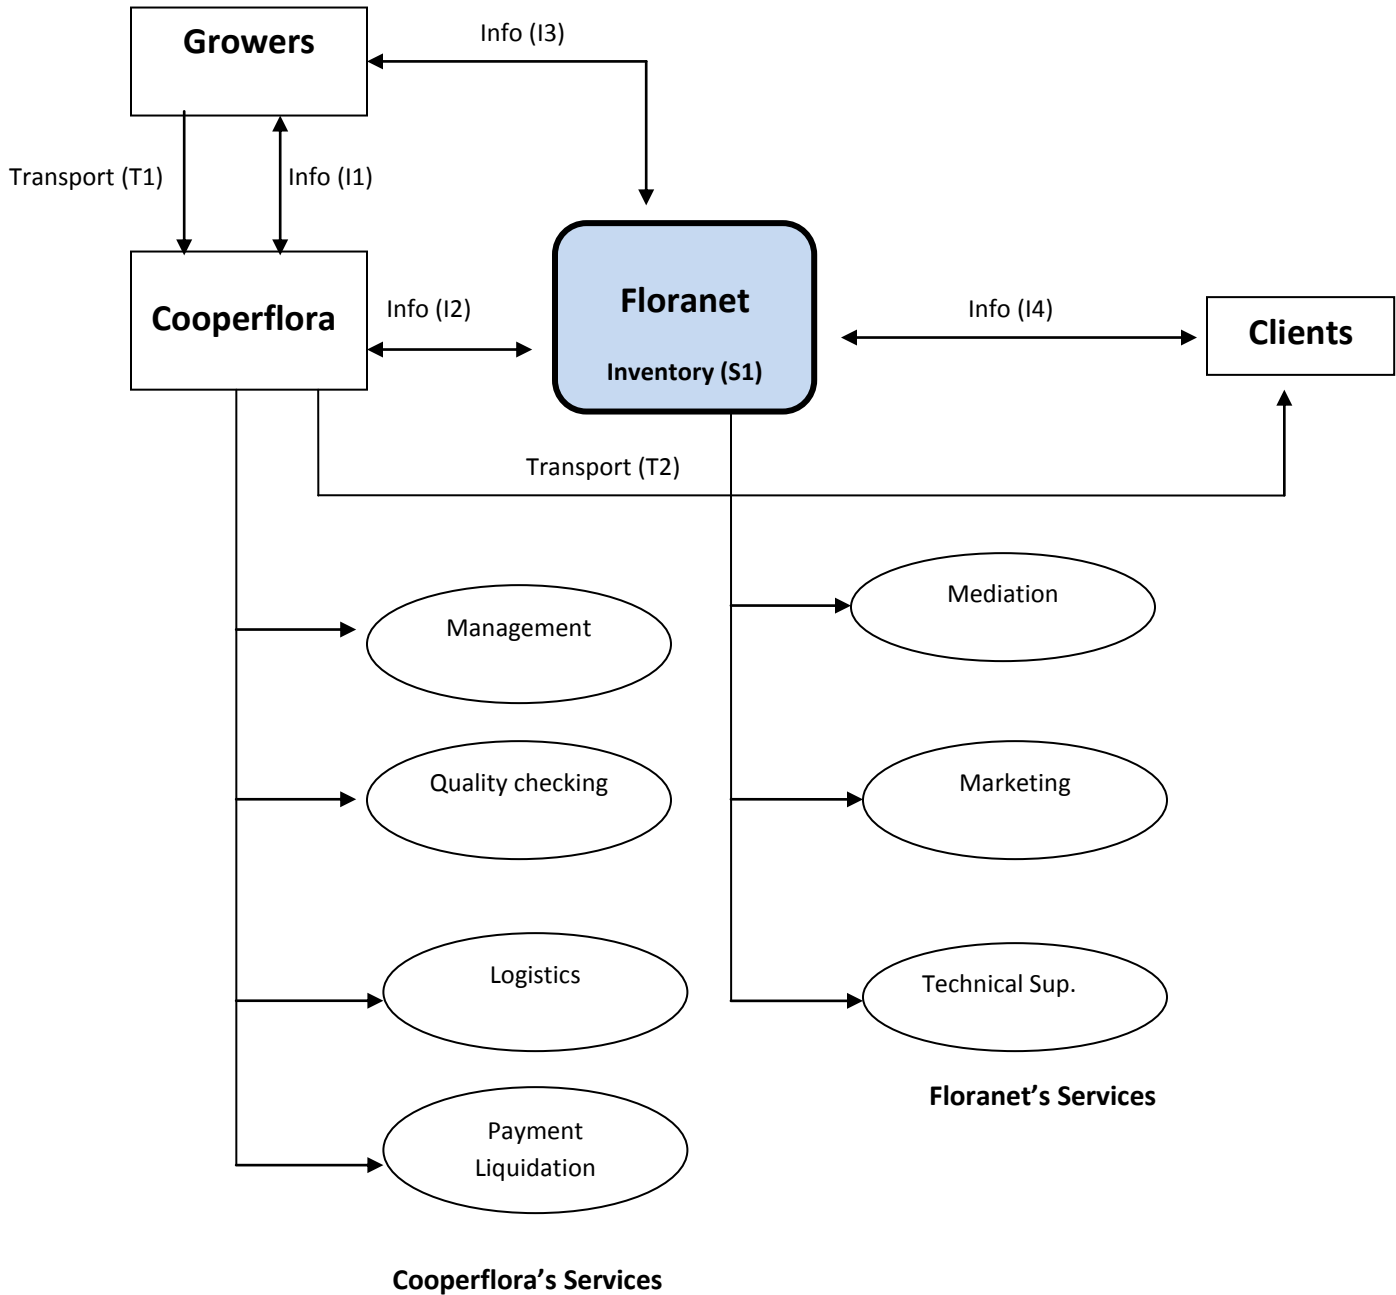 Growers
Info (I3)
Transport (T1)
Info (I1)
Cooperflora
Info (I2)
Floranet
Inventory (S1)
Info (I4)
Clients
Transport (T2)
Management
Mediation
Quality checking
Marketing
Logistics
Technical Sup.
Payment
Liquidation
Floranet’s Services
Cooperflora’s Services